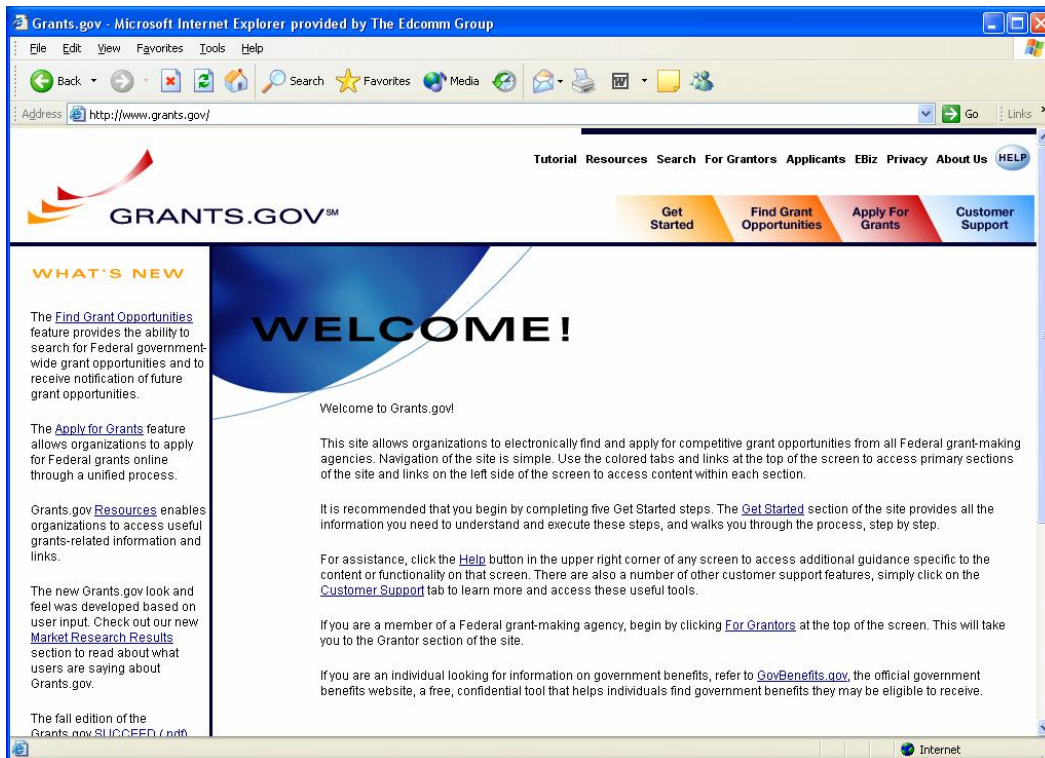 Grants.gov - Microsoft Internet Explorer provided by The Edcomm Group
File Edit View Favorites Tools Help
Back Search Favorites Media
Address http://www.grants.gov/ Go Links
Tutorial Resources Search For Grantors Applicants EBiz Privacy About Us HELP
GRANTS.GOV SM
Get Started
Find Grant Opportunities
Apply For Grants
Customer Support
WHAT'S NEW
The Find Grant Opportunities
feature provides the ability to
search for Federal government-
wide grant opportunities and to
receive notification of future
grant opportunities.
The Apply for Grants feature
allows organizations to apply
for Federal grants online
through a unified process.
Grants.gov Resources enables
organizations to access useful
grants-related information and
links.
The new Grants.gov look and
feel was developed based on
user input. Check out our new
Market Research Results
section to read about what
users are saying about
Grants.gov.
The fall edition of the
Grants.gov SUCCEED (.pdf)
WELCOME!
Welcome to Grants.gov!
This site allows organizations to electronically find and apply for competitive grant opportunities from all Federal grant-making
agencies. Navigation of the site is simple. Use the colored tabs and links at the top of the screen to access primary sections
of the site and links on the left side of the screen to access content within each section.
It is recommended that you begin by completing five Get Started steps. The Get Started section of the site provides all the
information you need to understand and execute these steps, and walks you through the process, step by step.
For assistance, click the Help button in the upper right corner of any screen to access additional guidance specific to the
content or functionality on that screen. There are also a number of other customer support features, simply click on the
Customer Support tab to learn more and access these useful tools.
If you are a member of a Federal grant-making agency, begin by clicking For Grantors at the top of the screen. This will take
you to the Grantor section of the site.
If you are an individual looking for information on government benefits, refer to GovBenefits.gov, the official government
benefits website, a free, confidential tool that helps individuals find government benefits they may be eligible to receive.
Internet